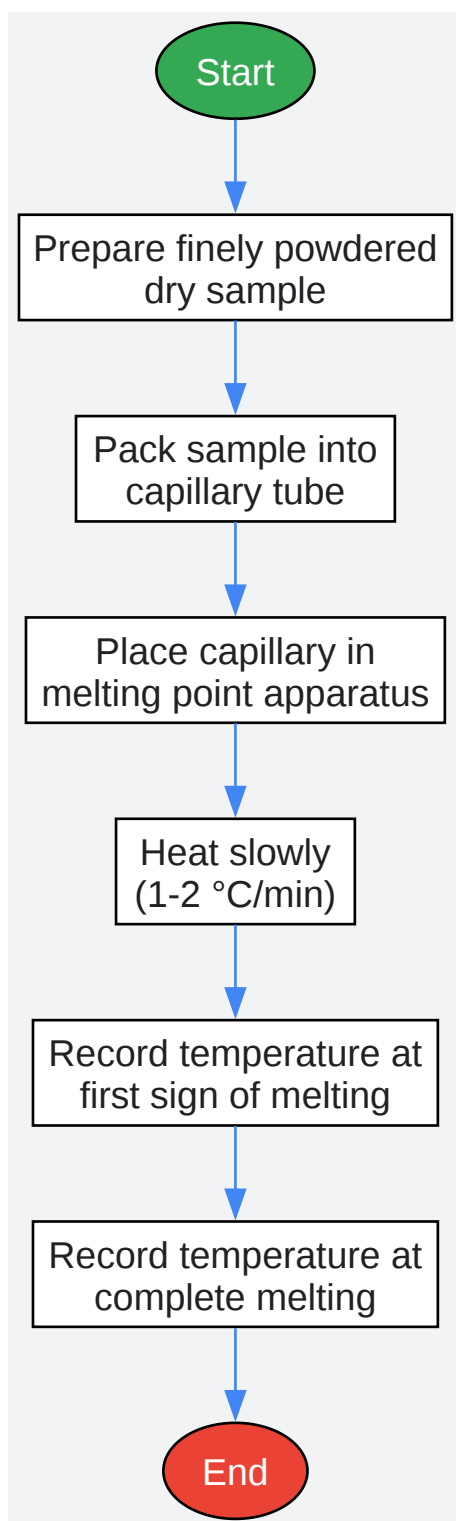 Start
Prepare finely powdered
dry sample
Pack sample into
capillary tube
Place capillary in
melting point apparatus
Heat slowly
(1-2 °C/min)
Record temperature at
first sign of melting
Record temperature at
complete melting
End